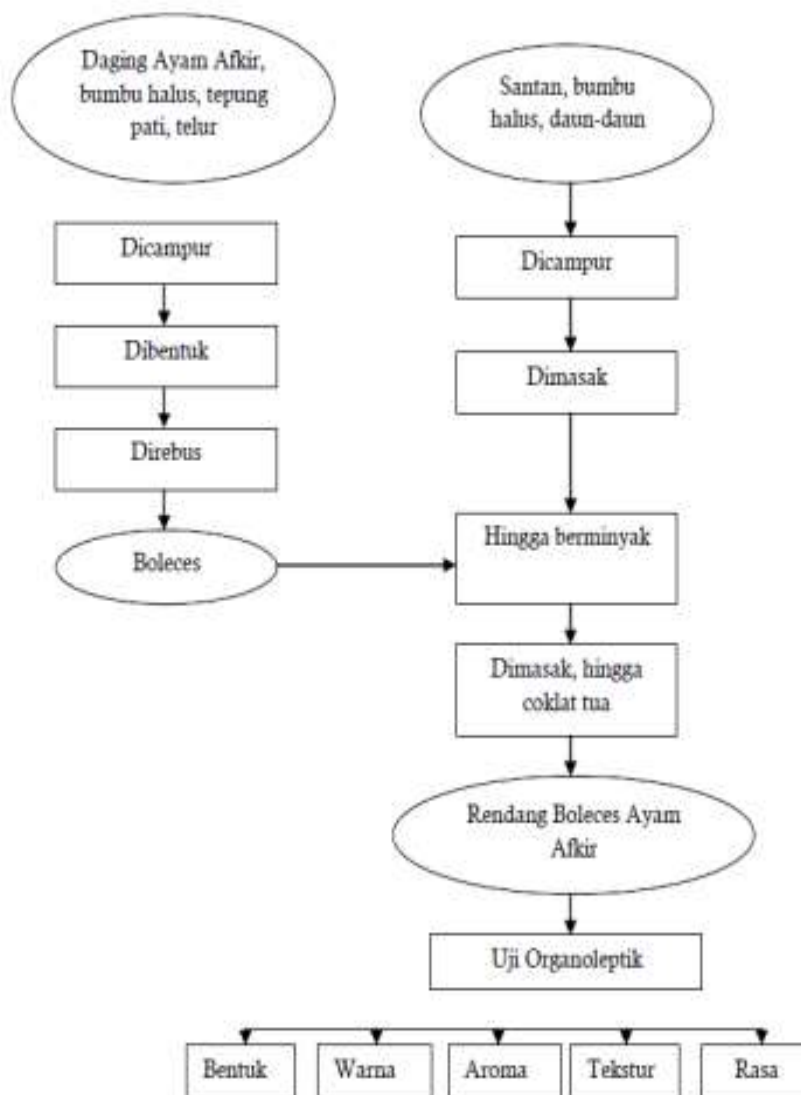 Daging Ayam Afkir,
bumbu halus, tepung
pati, telur
Dicampur
Dibentuk
Direbus
Boleces
Santan, bumbu
halus, daun-daun
Dicampur
Dimasak
Hingga berminyak
Dimasak, hingga
coklat tua
Rendang Boleces Ayam
Afkir
Uji Organoleptik
Bentuk
Warna
Aroma
Tekstur
Rasa